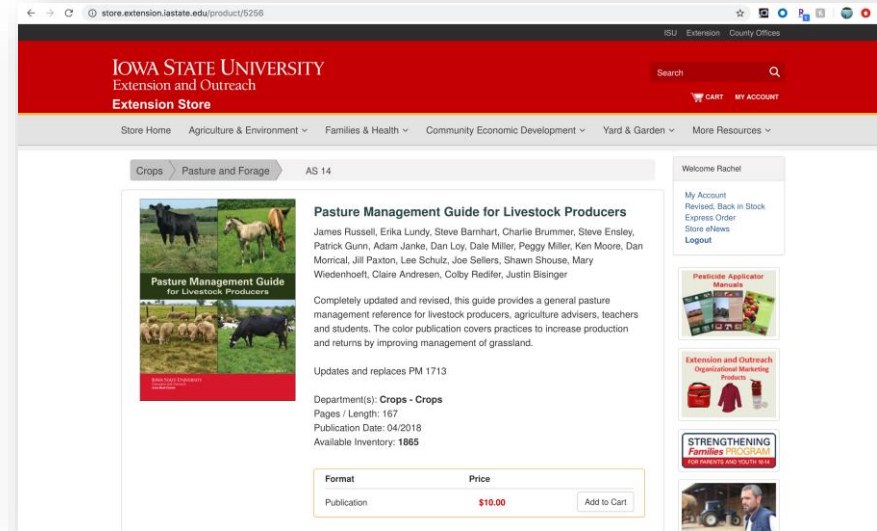 store.extension.iastate.edu/product/5256
ISU Extension County Offices
IOWA STATE UNIVERSITY
Extension and Outreach
Extension Store
Search
CART MY ACCOUNT
Store Home Agriculture & Environment Families & Health Community Economic Development Yard & Garden More Resources
Crops Pasture and Forage AS 14
Pasture Management Guide
for Livestock Producers
IOWA STATE UNIVERSITY
Pasture Management Guide for Livestock Producers
James Russell, Erika Lundy, Steve Barnhart, Charlie Brummer, Steve Ensley,
Patrick Gunn, Adam Janke, Dan Loy, Dale Miller, Peggy Miller, Ken Moore, Dan
Morrical, Jill Paxton, Lee Schulz, Joe Sellers, Shawn Shouse, Mary
Wiedenhoeft, Claire Andresen, Colby Redifer, Justin Bisinger
Completely updated and revised, this guide provides a general pasture
management reference for livestock producers, agriculture advisers, teachers
and students. The color publication covers practices to increase production
and returns by improving management of grassland.
Updates and replaces PM 1713
Department(s): Crops - Crops
Pages / Length: 167
Publication Date: 04/2018
Available Inventory: 1865
Format Price
Publication $10.00 Add to Cart
Welcome Rachel
My Account
Revised, Back in Stock
Express Order
Store eNews
Logout
Pesticide Applicator
Manuals
Extension and Outreach
Organizational Marketing
Products
STRENGTHENING
Families PROGRAM
FOR PARENTS AND YOUTH 10-14